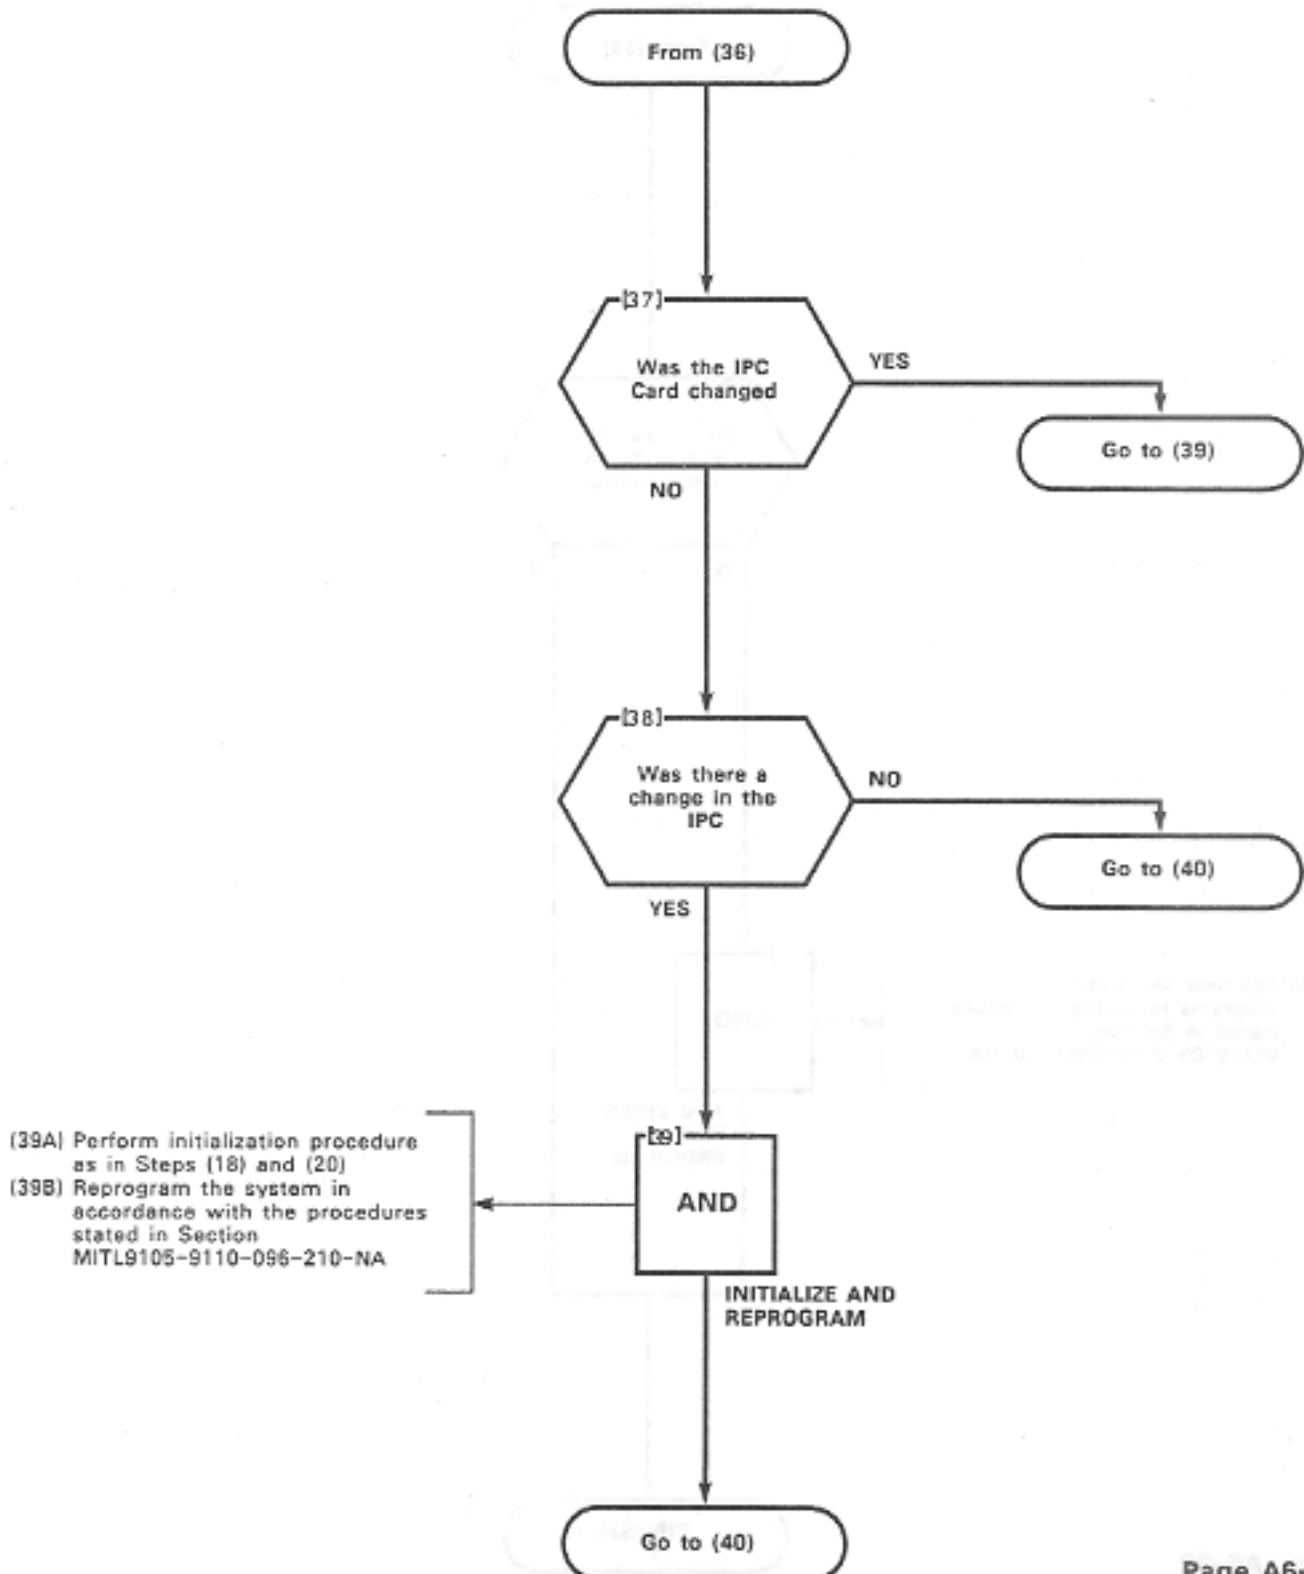 From (36)
[37]
Was the IPC
Card changed
YES
Go to (39)
NO
[38]
Was there a
change in the
IPC
NO
Go to (40)
YES
[39]
AND
(39A) Perform initialization procedure
as in Steps (18) and (20)
(39B) Reprogram the system in
accordance with the procedures
stated in Section
MITL9105-9110-096-210-NA
INITIALIZE AND
REPROGRAM
Go to (40)
Page A6-